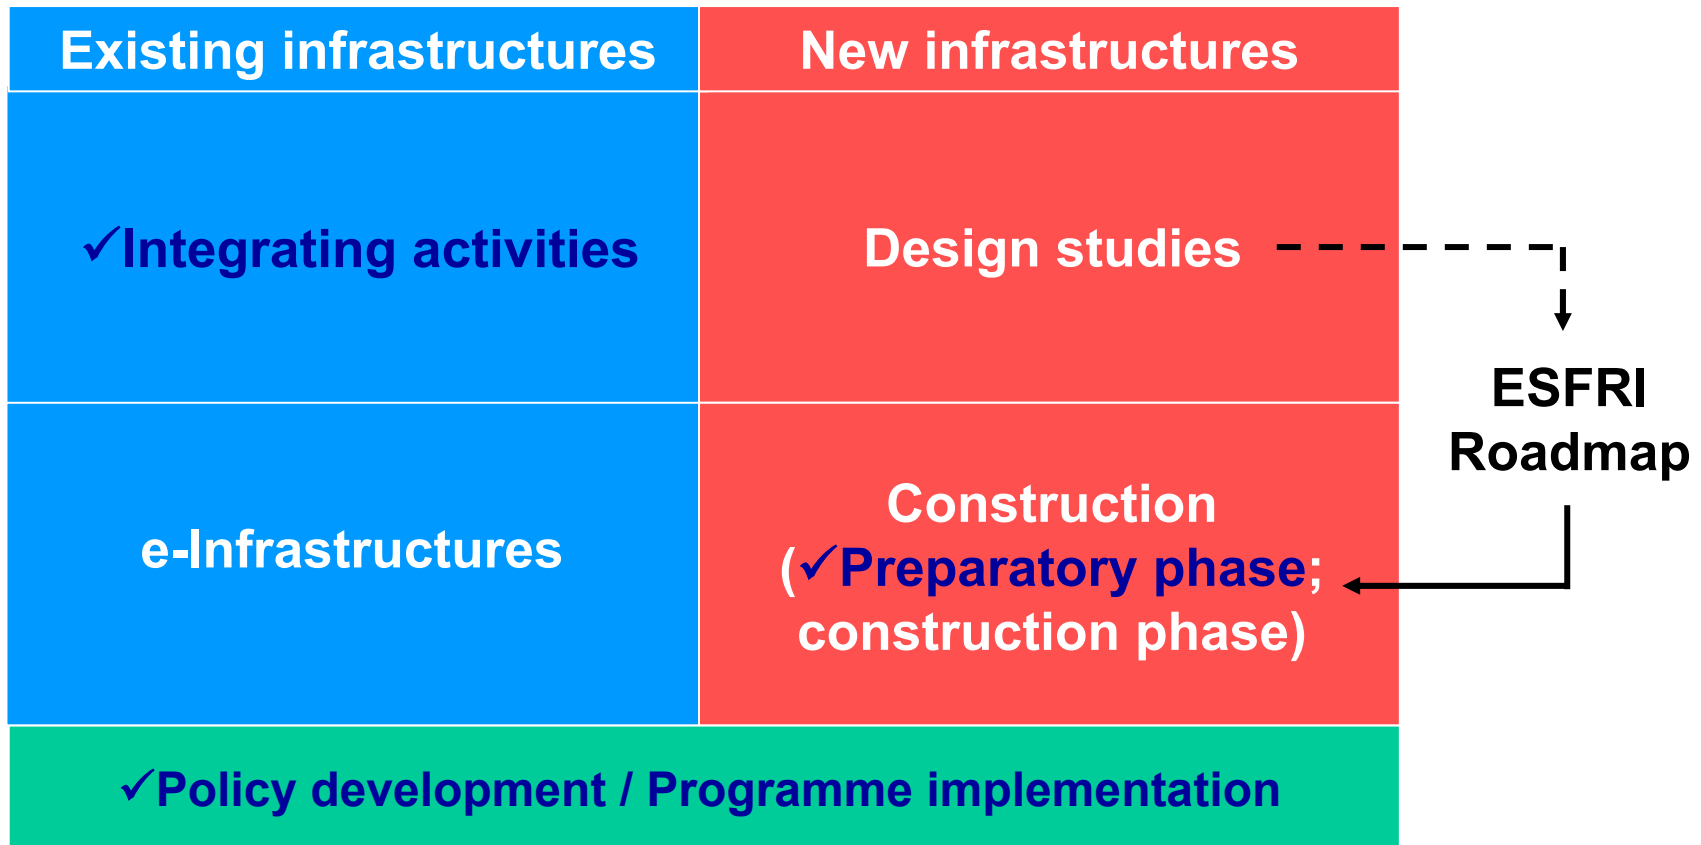 Existing infrastructures
New infrastructures
✓Integrating activities
Design studies
ESFRI
Roadmap
e-Infrastructures
Construction
(✓Preparatory phase;
construction phase)
✓Policy development / Programme implementation